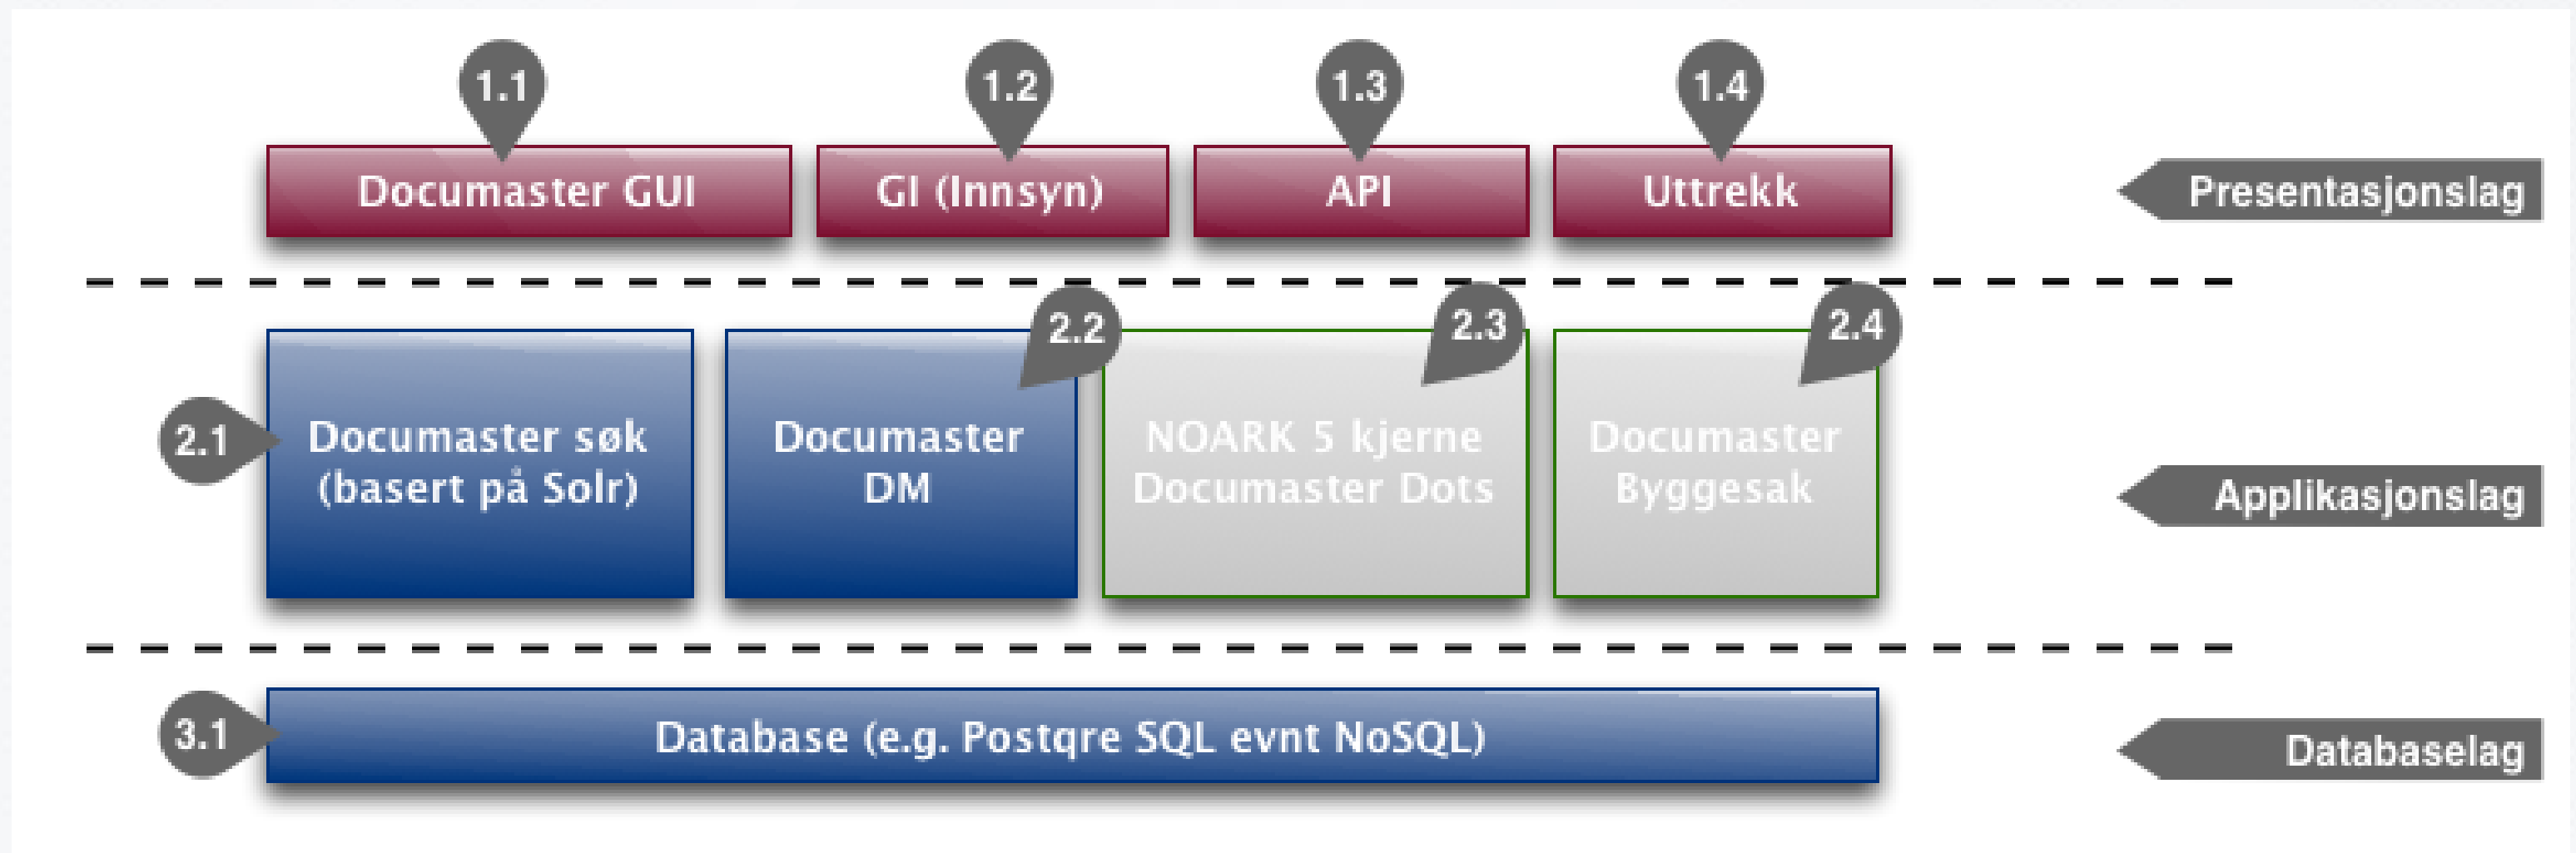 1.1
1.2
1.3
1.4
Documaster GUI
GI (Innsyn)
API
Uttrekk
Presentasjonslag
2.1
2.2
2.3
2.4
Documaster søk
(basert på Solr)
Documaster
DM
NOARK 5 kjerne
Documaster Dots
Documaster
Byggesak
Applikasjonslag
3.1
Database (e.g. Postqre SQL evnt NoSQL)
Databaselag